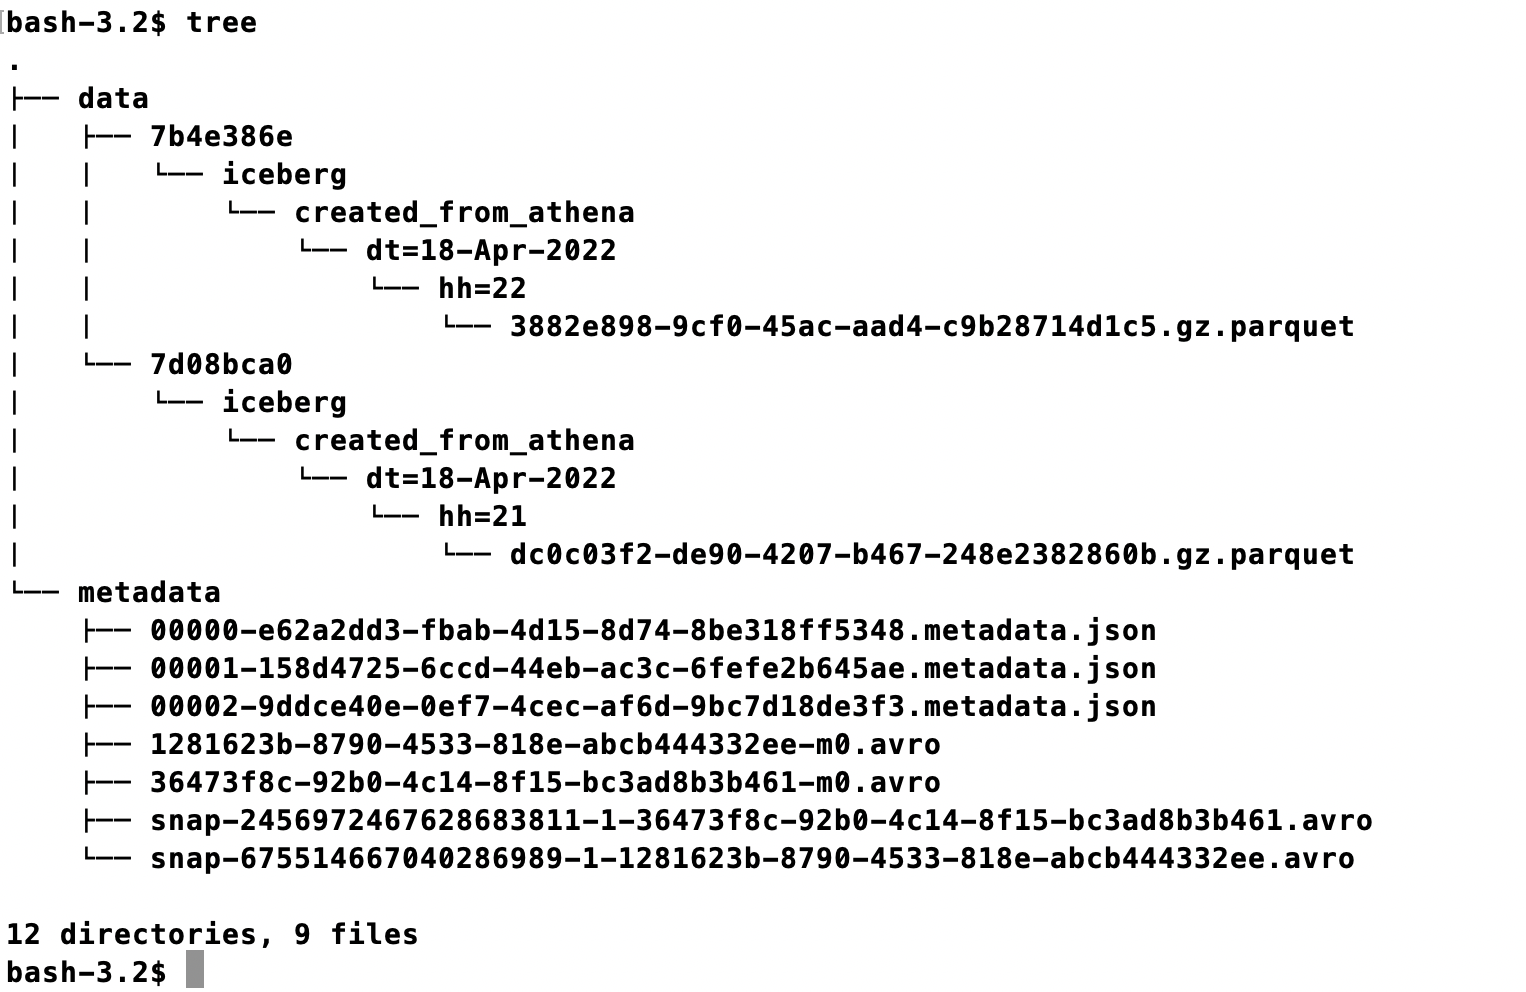 bash-3.2$ tree
.
├── data
│   ├── 7b4e386e
│   │   └── iceberg
│   │       └── created_from_athena
│   │           └── dt=18-Apr-2022
│   │               └── hh=22
│   │                   └── 3882e898-9cf0-45ac-aad4-c9b28714d1c5.gz.parquet
│   └── 7d08bca0
│       └── iceberg
│           └── created_from_athena
│               └── dt=18-Apr-2022
│                   └── hh=21
│                       └── dc0c03f2-de90-4207-b467-248e2382860b.gz.parquet
└── metadata
    ├── 00000-e62a2dd3-fbab-4d15-8d74-8be318ff5348.metadata.json
    ├── 00001-158d4725-6ccd-44eb-ac3c-6fefe2b645ae.metadata.json
    ├── 00002-9ddce40e-0ef7-4cec-af6d-9bc7d18de3f3.metadata.json
    ├── 1281623b-8790-4533-818e-abcb444332ee-m0.avro
    ├── 36473f8c-92b0-4c14-8f15-bc3ad8b3b461-m0.avro
    ├── snap-2456972467628683811-1-36473f8c-92b0-4c14-8f15-bc3ad8b3b461.avro
    └── snap-675514667040286989-1-1281623b-8790-4533-818e-abcb444332ee.avro

12 directories, 9 files
bash-3.2$